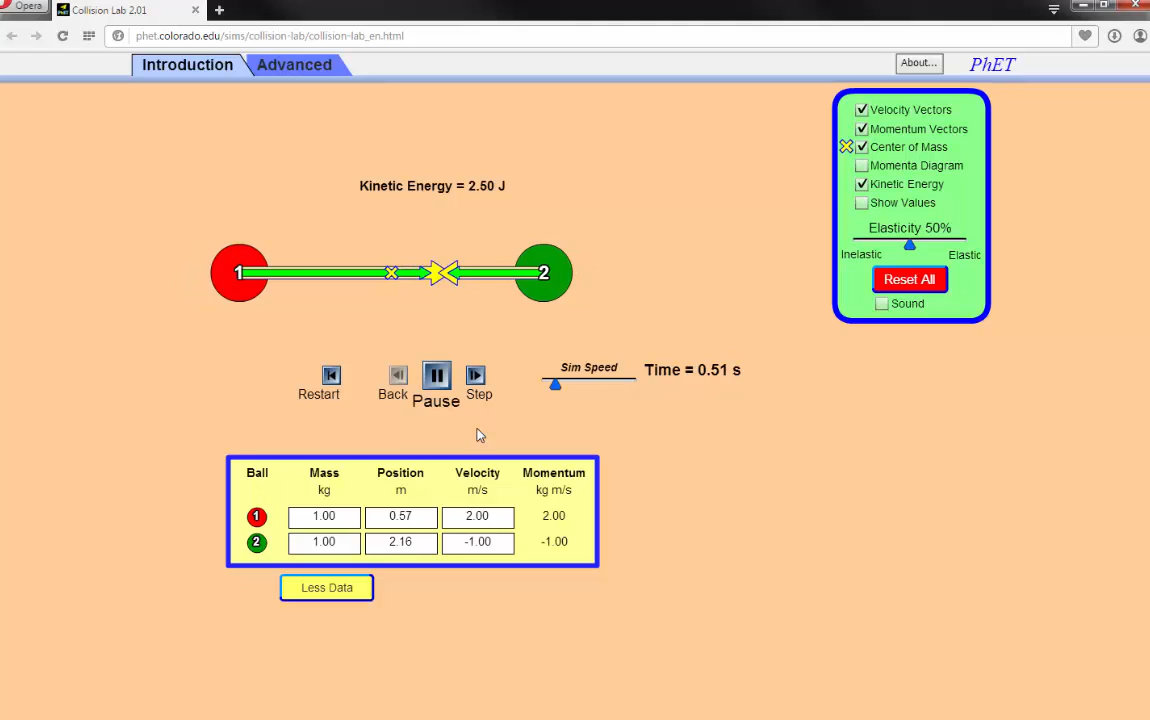 Opera
Collision Lab 2.01
phet.colorado.edu/sims/collision-lab/collision-lab_en.html
Introduction Advanced About... PhET
Velocity Vectors
Momentum Vectors
Center of Mass
Momenta Diagram
Kinetic Energy
Show Values
Elasticity 50%
Inelastic Elastic
Reset All
Sound
Kinetic Energy = 2.50 J
1 2
Sim Speed Time = 0.51 s
Restart Back Pause Step
Ball Mass Position Velocity Momentum
kg m m/s kg m/s
1 1.00 0.57 2.00 2.00
2 1.00 2.16 -1.00 -1.00
Less Data